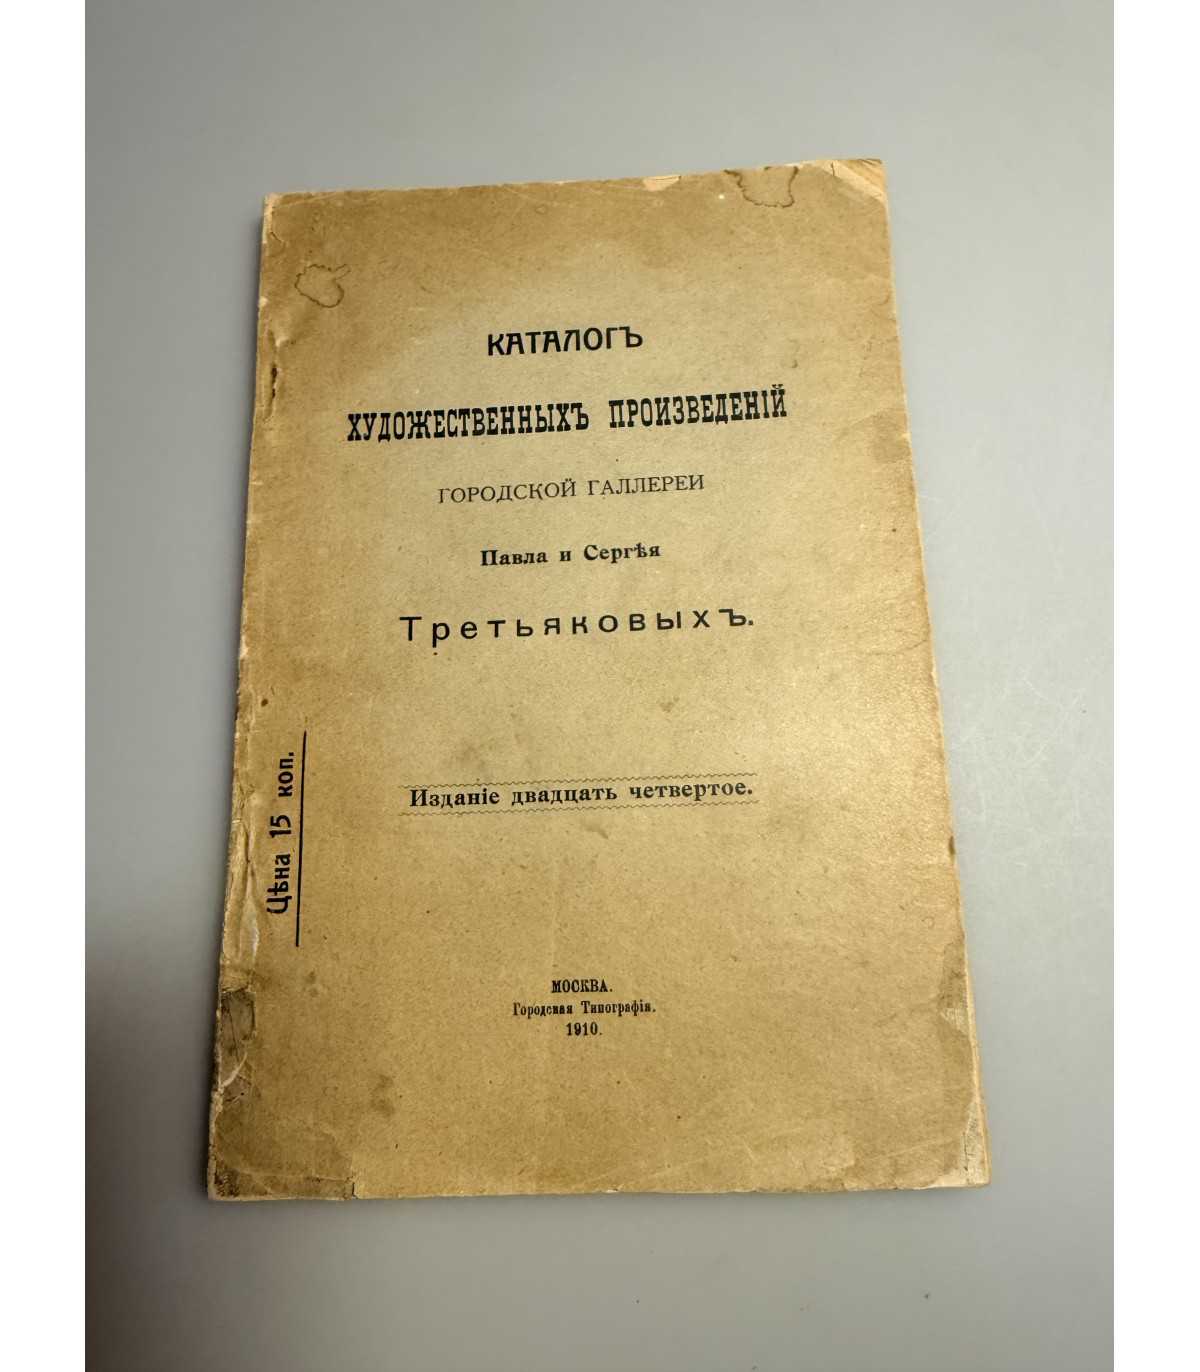 КАТАЛОГЪ
ХУДОЖЕСТВЕННЫХЪ ПРОИЗВЕДЕНІЙ
ГОРОДСКОЙ ГАЛЛЕРЕИ
Павла и Сергѣя
Третьяковыхъ.
Цѣна 15 коп.
Изданіе двадцать четвертое.
МОСКВА.
Городская Типографія.
1910.